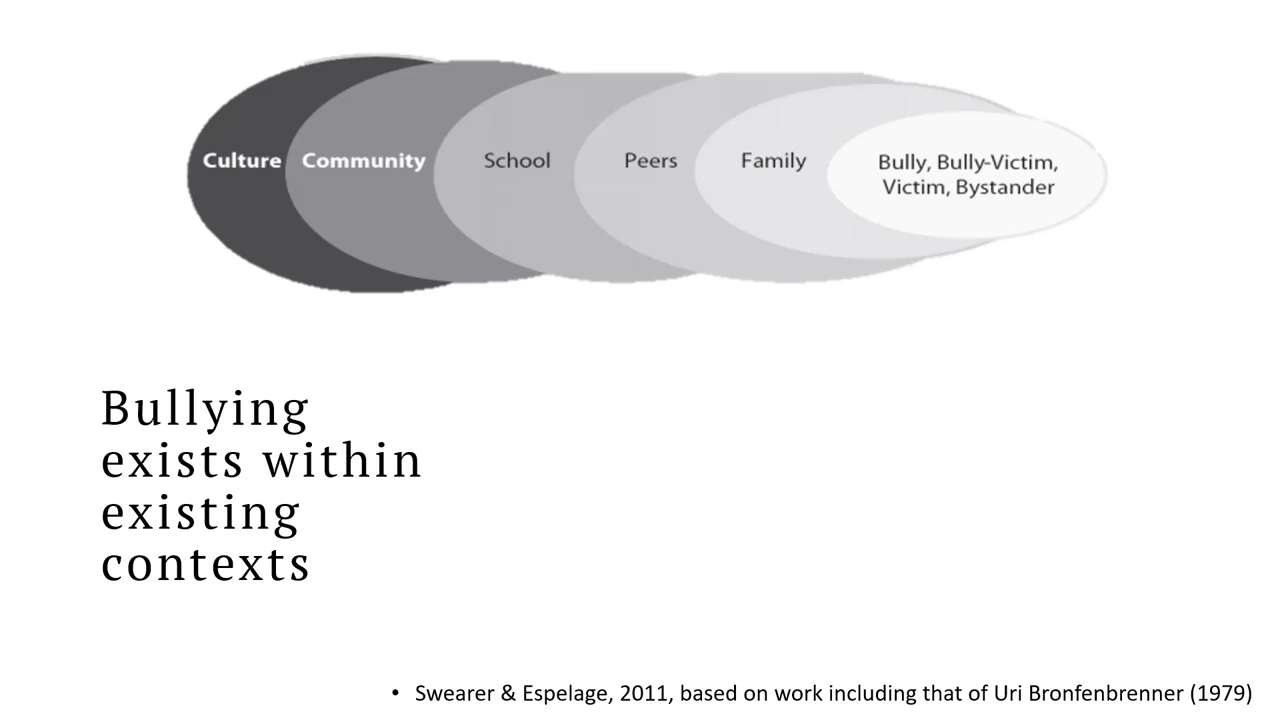 Culture
Community
School
Peers
Family
Bully, Bully-Victim,
Victim, Bystander
Bullying
exists within
existing
contexts
• Swearer & Espelage, 2011, based on work including that of Uri Bronfenbrenner (1979)